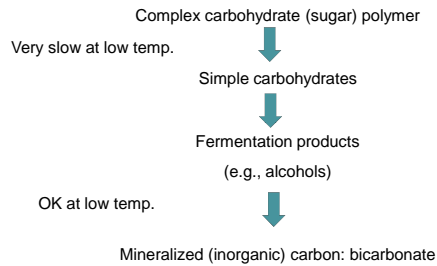 Complex carbohydrate (sugar) polymer
Very slow at low temp.
Simple carbohydrates
Fermentation products
(e.g., alcohols)
OK at low temp.
Mineralized (inorganic) carbon: bicarbonate